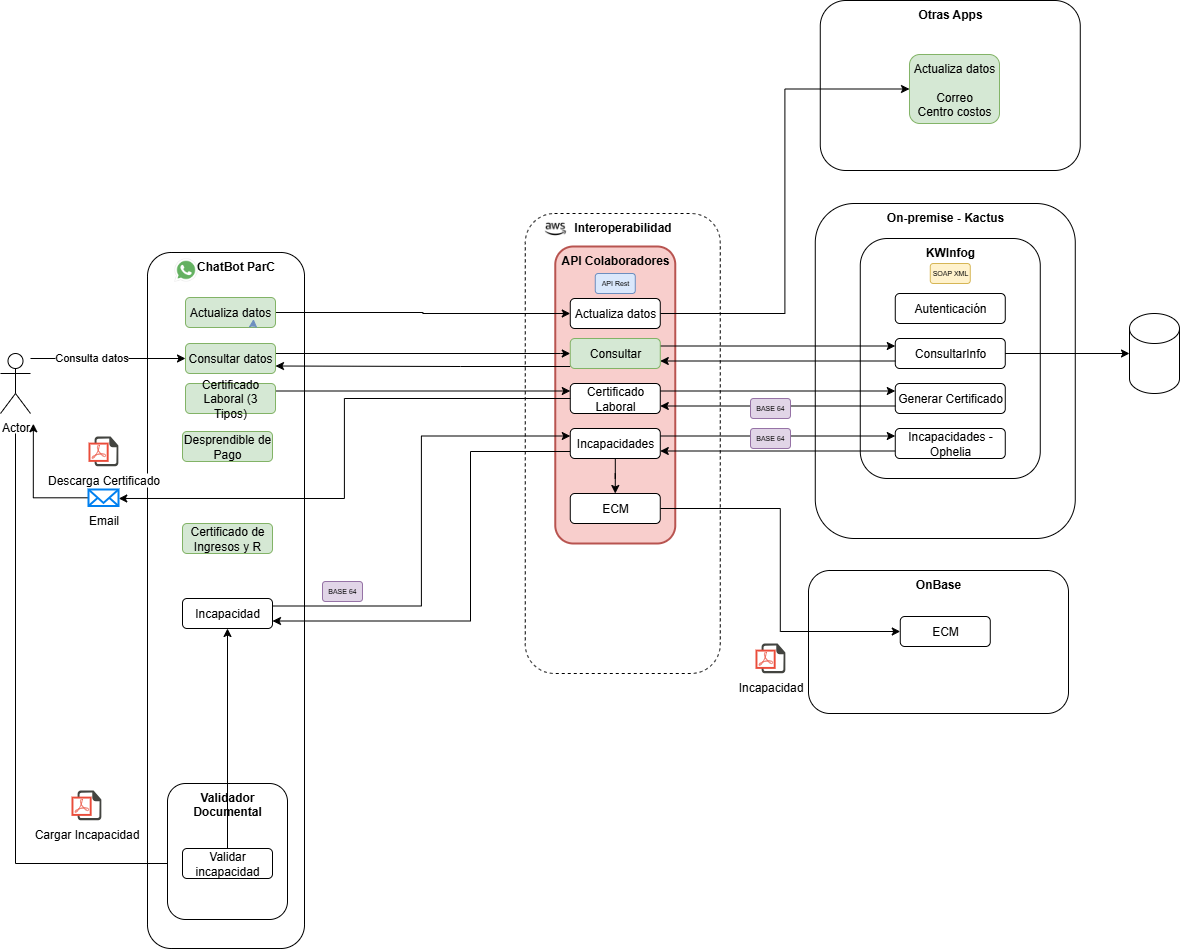 Otras Apps
Actualiza datos
Correo
Centro costos
On-premise - Kactus
KWInfog
SOAP XML
Autenticación
ConsultarInfo
Generar Certificado
Incapacidades -
Ophelia
aws
Interoperabilidad
API Colaboradores
API Rest
Actualiza datos
Consultar
Certificado
Laboral
Incapacidades
ECM
BASE 64
BASE 64
ChatBot ParC
Actualiza datos
Consultar datos
Certificado
Laboral (3
Tipos)
Desprendible de
Pago
Certificado de
Ingresos y R
Incapacidad
BASE 64
Consulta datos
Actor
Descarga Certificado
Email
OnBase
ECM
Incapacidad
Validador
Documental
Validar
incapacidad
Cargar Incapacidad